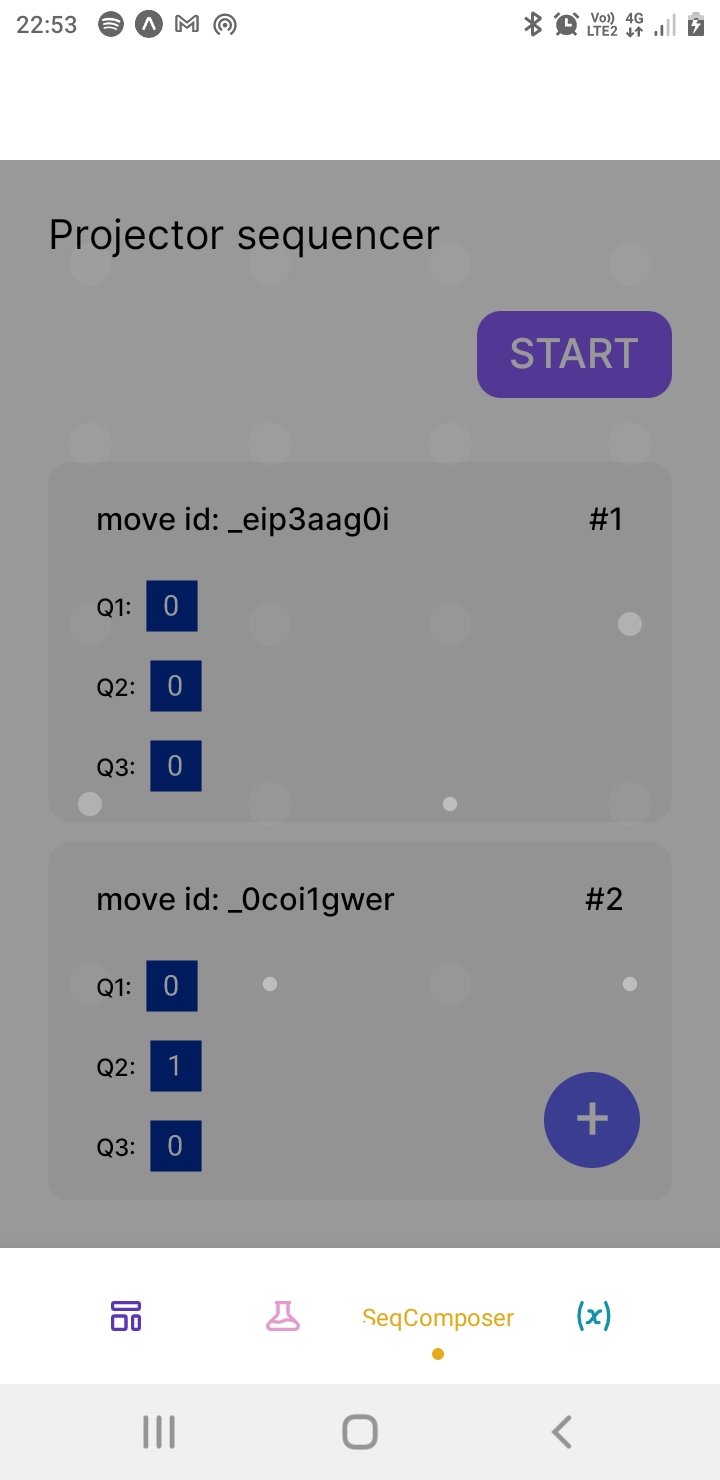 22:53
Vo)) 4G
LTE2
Projector sequencer
START
move id: _eip3aag0i #1
Q1: 0
Q2: 0
Q3: 0
move id: _0coi1gwer #2
Q1: 0
Q2: 1
Q3: 0
+
SeqComposer
(x)